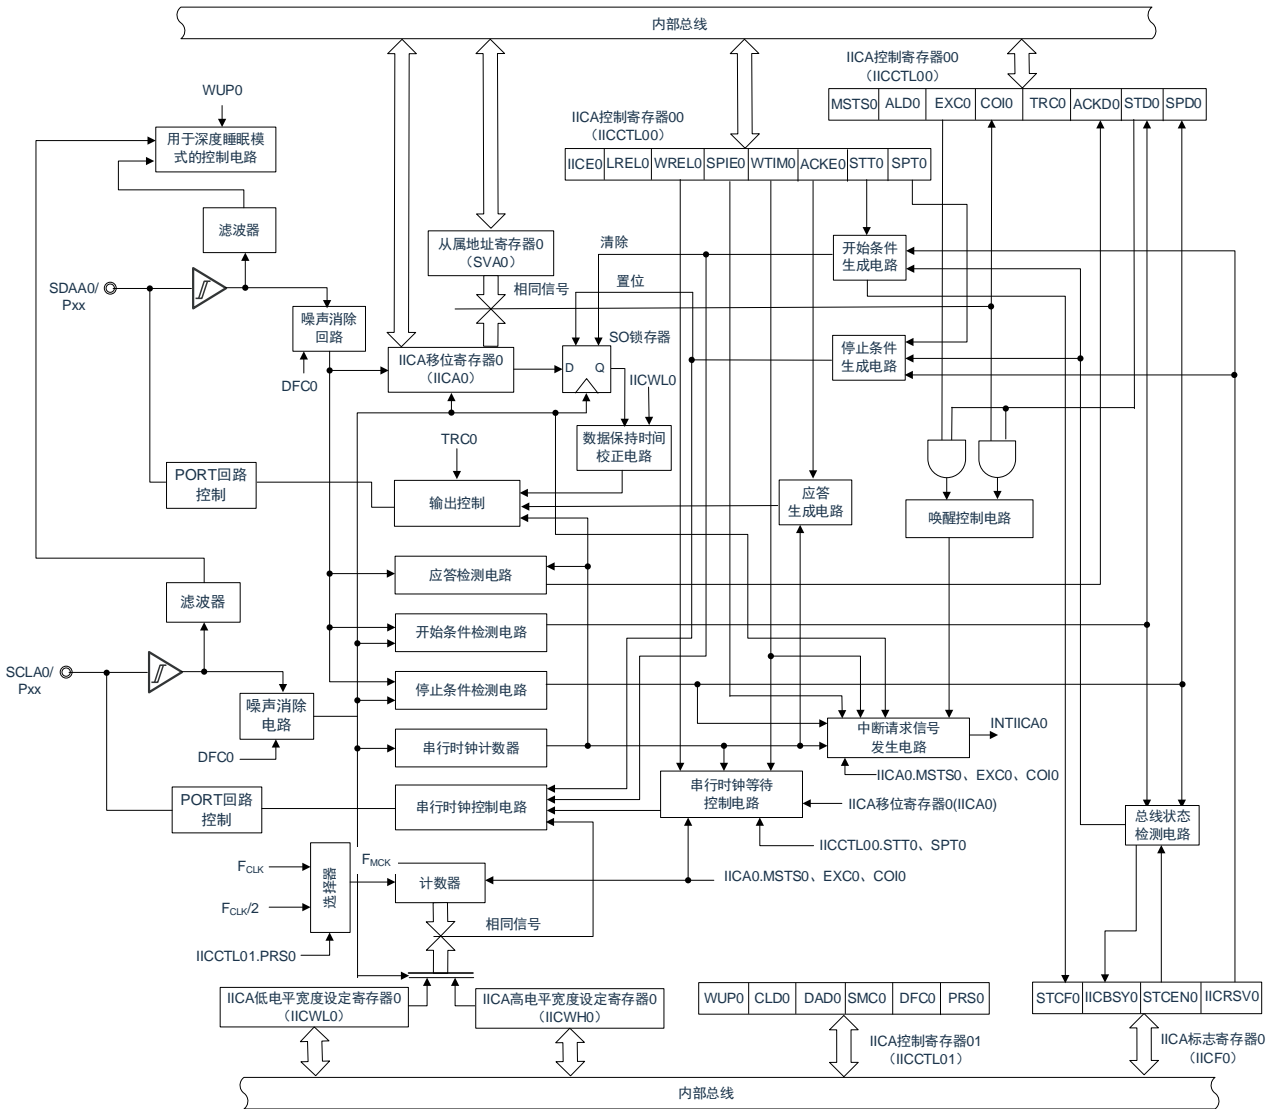 内部总线
IICA控制寄存器00
（IICCTL00）
MSTS0 ALD0 EXC0 COI0 TRC0 ACKD0 STD0 SPD0
WUP0
IICA控制寄存器00
（IICCTL00）
用于深度睡眠模
式的控制电路
IICE0 LREL0 WREL0 SPIE0 WTIM0 ACKE0 STT0 SPT0
滤波器
从属地址寄存器0
（SVA0）
清除
开始条件
生成电路
置位
相同信号
SDAA0/
Pxx
噪声消除
回路
SO锁存器
停止条件
生成电路
IICA移位寄存器0
（IICA0）
D Q
DFC0
IICWL0
TRC0
数据保持时间
校正电路
PORT回路
控制
输出控制
应答
生成电路
唤醒控制电路
应答检测电路
滤波器
开始条件检测电路
SCLA0/
Pxx
停止条件检测电路
噪声消除
电路
中断请求信号
发生电路
INTIICA0
DFC0
串行时钟计数器
IICA0.MSTS0、EXC0、COI0
串行时钟等待
控制电路
PORT回路
控制
串行时钟控制电路
IICA移位寄存器0(IICA0)
总线状态
检测电路
IICCTL00.STT0、SPT0
FCLK
选择器
FMCK
计数器
IICA0.MSTS0、EXC0、COI0
FCLK/2
相同信号
IICCTL01.PRS0
IICA低电平宽度设定寄存器0
（IICWL0）
IICA高电平宽度设定寄存器0
（IICWH0）
WUP0 CLD0 DAD0 SMC0 DFC0 PRS0
STCF0 IICBSY0 STCEN0 IICRSV0
IICA控制寄存器01
（IICCTL01）
IICA标志寄存器0
（IICF0）
内部总线